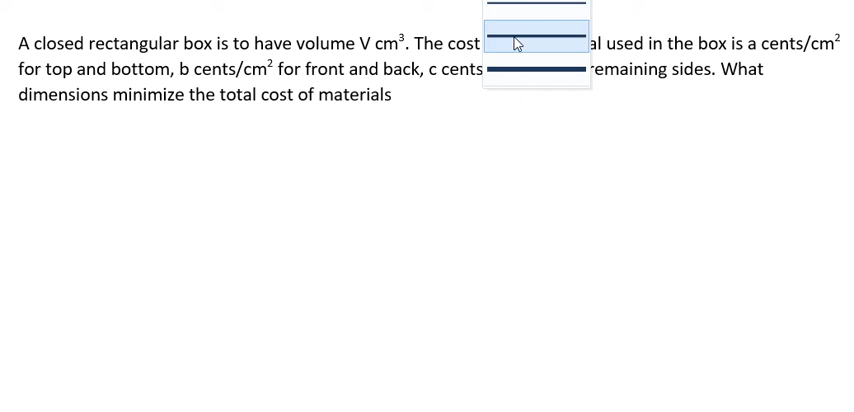 A closed rectangular box is to have volume V cm³. The cost al used in the box is a cents/cm²
for top and bottom, b cents/cm² for front and back, c cents remaining sides. What
dimensions minimize the total cost of materials